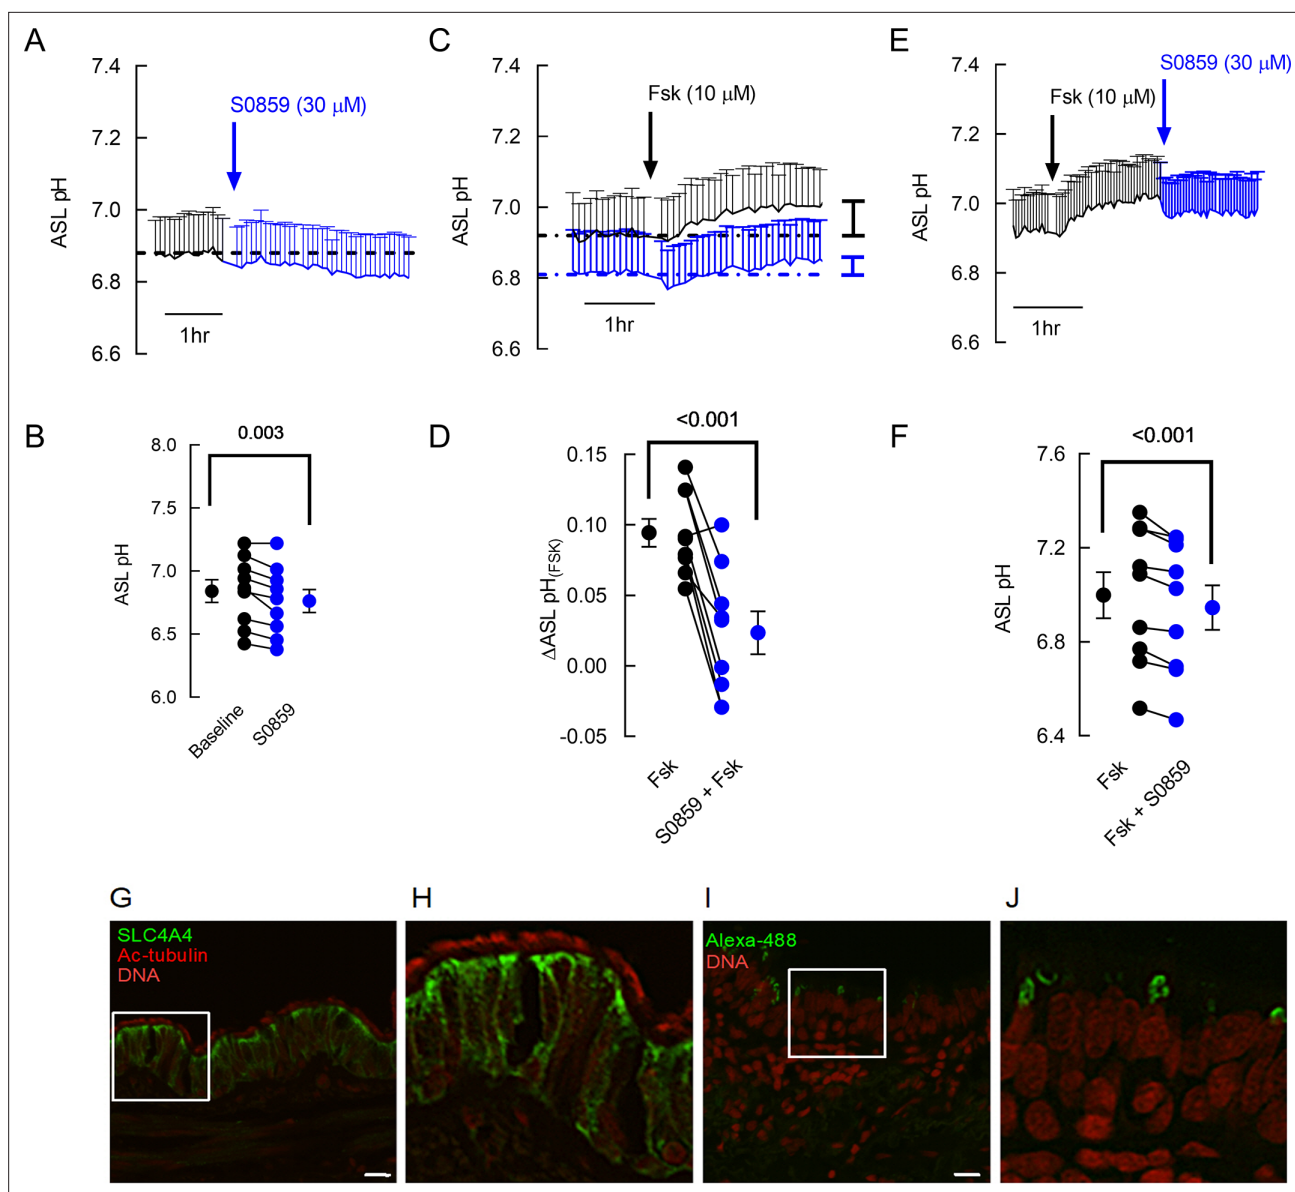 A
7.4
7.2
7.0
6.8
6.6
ASL pH
S0859 (30 μM)
1hr
C
7.4
7.2
7.0
6.8
6.6
ASL pH
Fsk (10 μM)
1hr
E
7.4
7.2
7.0
6.8
6.6
ASL pH
Fsk (10 μM)
S0859 (30 μM)
1hr
B
8.0
7.5
7.0
6.5
6.0
ASL pH
0.003
Baseline
S0859
D
0.15
0.10
0.05
0.00
-0.05
ΔASL pH(FSK)
<0.001
Fsk
S0859 + Fsk
F
7.6
7.2
6.8
6.4
ASL pH
<0.001
Fsk
Fsk + S0859
G
SLC4A4
Ac-tubulin
DNA
H
I
Alexa-488
DNA
J